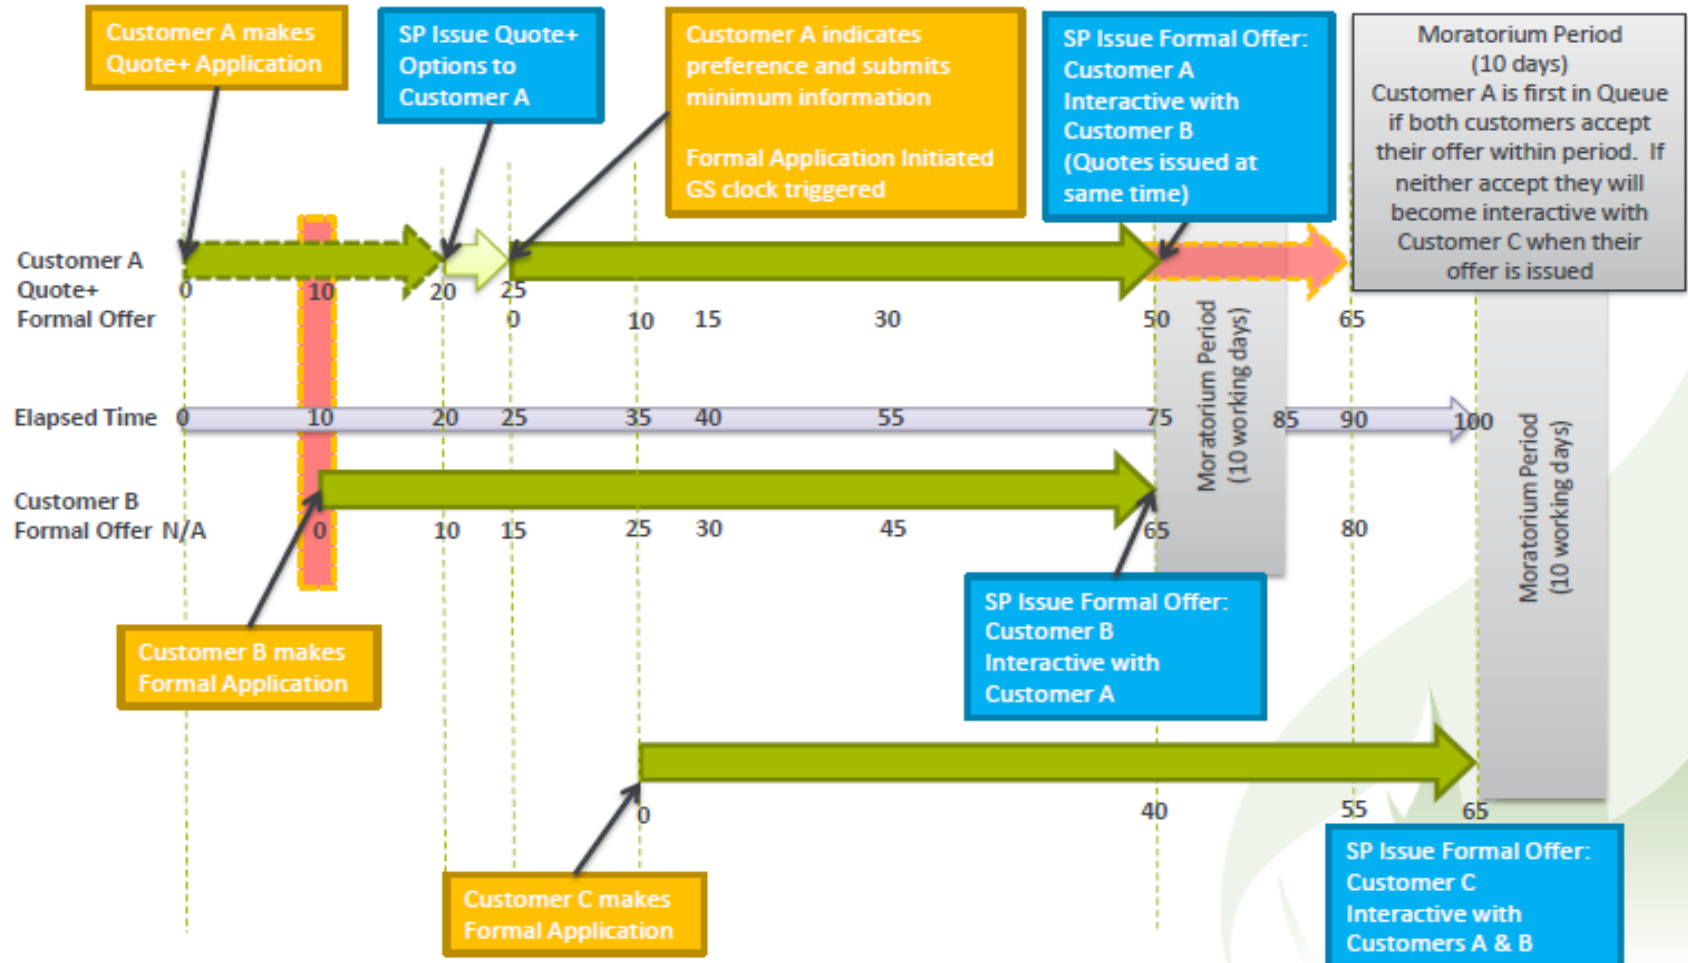 Customer A makes
Quote+ Application
SP Issue Quote+
Options to
Customer A
Customer A indicates
preference and submits
minimum information
Formal Application Initiated
GS clock triggered
SP Issue Formal Offer:
Customer A
Interactive with
Customer B
(Quotes issued at
same time)
Moratorium Period
(10 days)
Customer A is first in Queue
if both customers accept
their offer within period. If
neither accept they will
become interactive with
Customer C when their
offer is issued
Customer A
Quote+
Formal Offer
0 10 20 25
0 10 15 30 50 65
Moratorium Period
(10 working days)
Elapsed Time 0 10 20 25 35 40 55 75 85 90 100
Moratorium Period
(10 working days)
Customer B
Formal Offer N/A 0 10 15 25 30 45 65 80
SP Issue Formal Offer:
Customer B
Interactive with
Customer A
Customer B makes
Formal Application
0 40 55 65
Customer C makes
Formal Application
SP Issue Formal Offer:
Customer C
Interactive with
Customers A & B